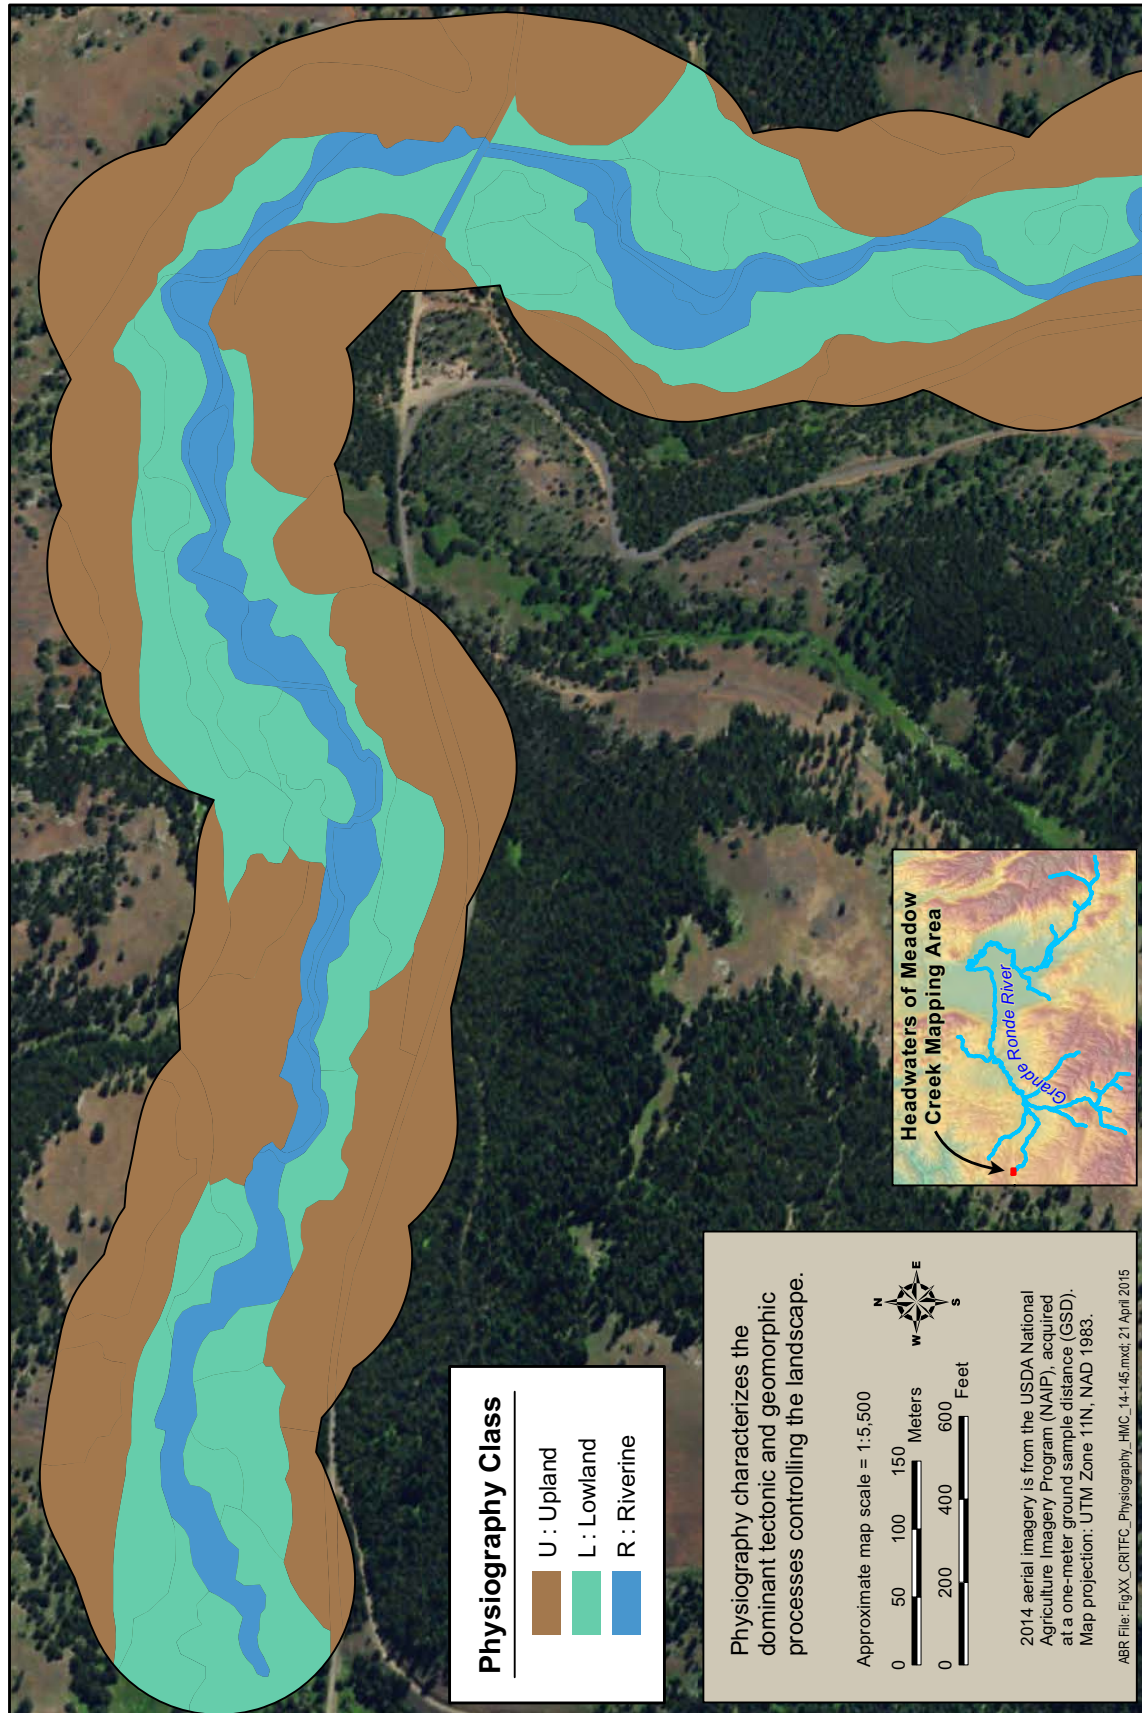 Physiography Class
U : Upland
L : Lowland
R : Riverine
Physiography characterizes the
dominant tectonic and geomorphic
processes controlling the landscape.
Approximate map scale = 1:5,500
0 50 100 150
Meters
0 200 400 600
Feet
N
W E
S
2014 aerial imagery is from the USDA National
Agriculture Imagery Program (NAIP), acquired
at a one-meter ground sample distance (GSD).
Map projection: UTM Zone 11N, NAD 1983.
ABR File: FigXX_CRITFC_Physiography_HMC_14-145.mxd; 21 April 2015
Headwaters of Meadow
Creek Mapping Area
Grande Ronde River